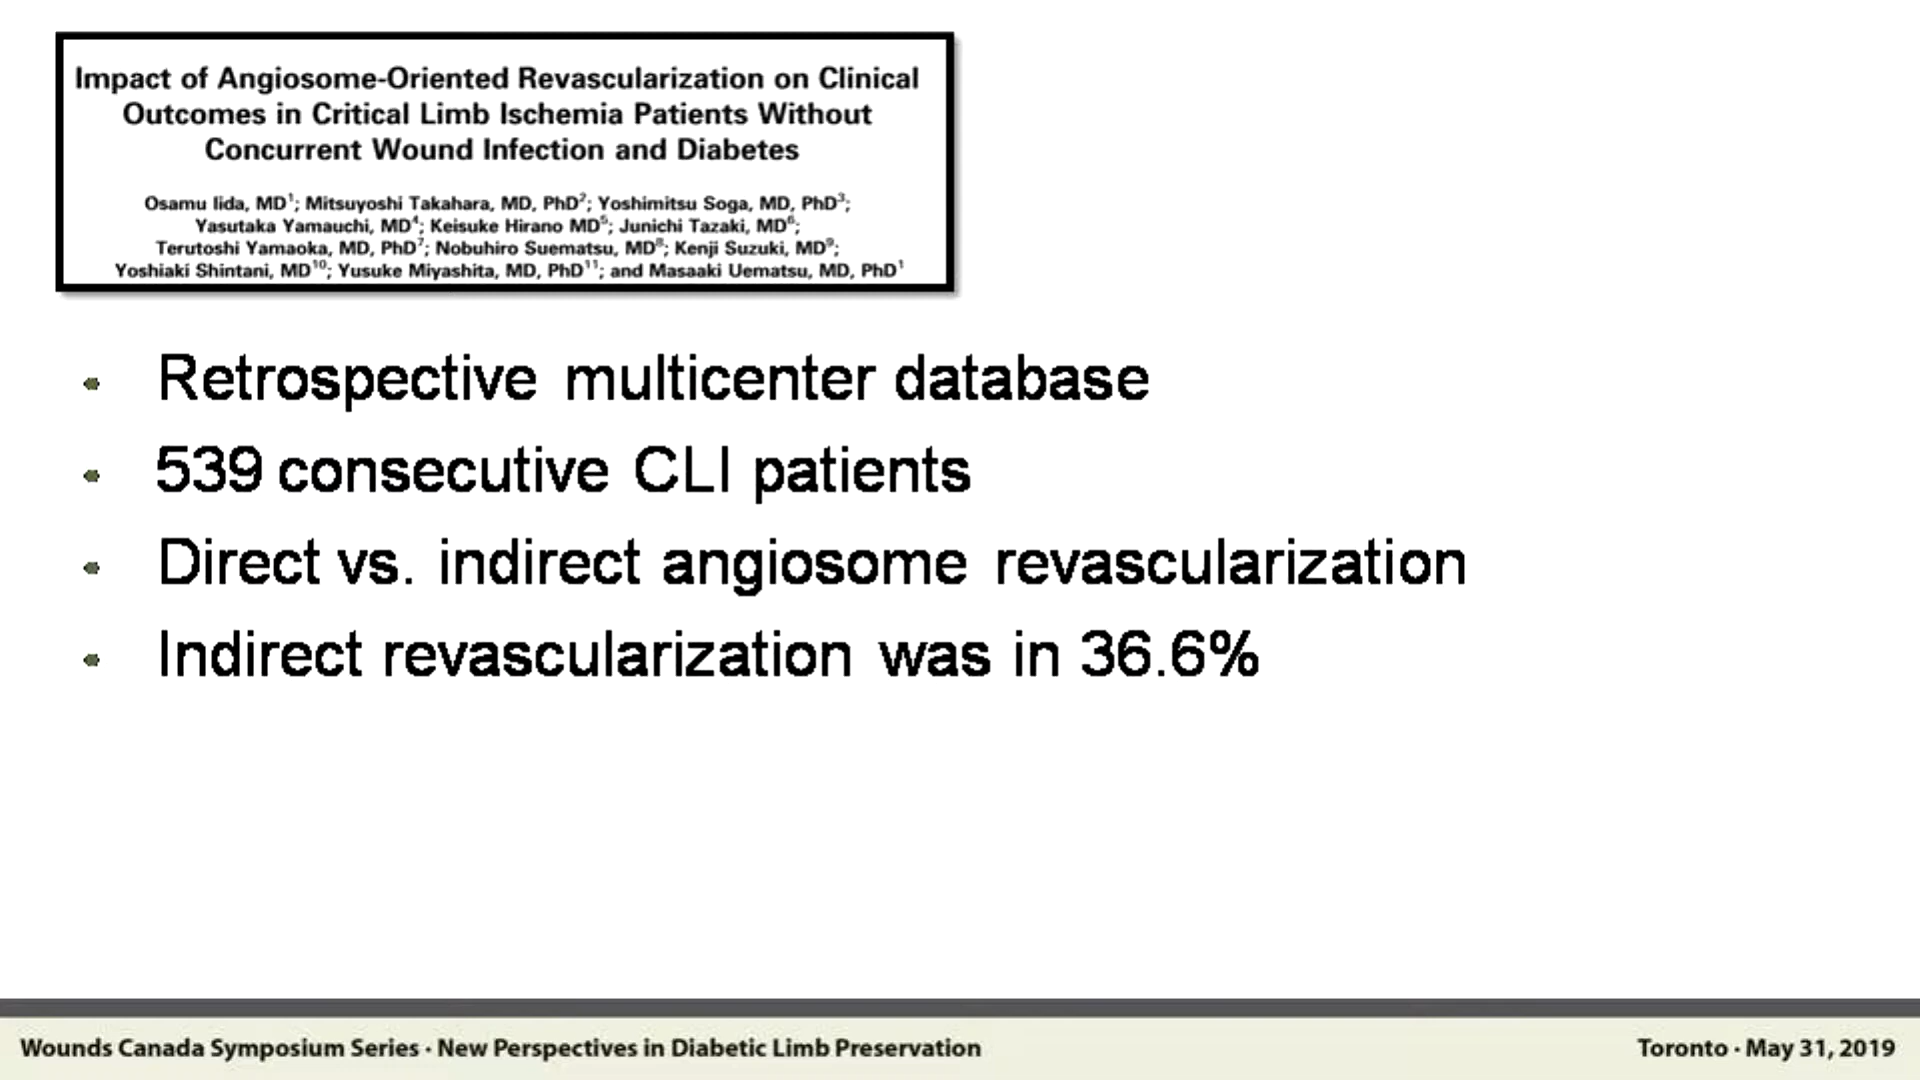 Impact of Angiosome-Oriented Revascularization on Clinical
Outcomes in Critical Limb Ischemia Patients Without
Concurrent Wound Infection and Diabetes
Osamu Iida, MD¹; Mitsuyoshi Takahara, MD, PhD²; Yoshimitsu Soga, MD, PhD³;
Yasutaka Yamauchi, MD⁴; Keisuke Hirano MD⁵; Junichi Tazaki, MD⁶;
Terutoshi Yamaoka, MD, PhD⁷; Nobuhiro Suematsu, MD⁸; Kenji Suzuki, MD⁹;
Yoshiaki Shintani, MD¹⁰; Yusuke Miyashita, MD, PhD¹¹; and Masaaki Uematsu, MD, PhD¹
• Retrospective multicenter database
• 539 consecutive CLI patients
• Direct vs. indirect angiosome revascularization
• Indirect revascularization was in 36.6%
Wounds Canada Symposium Series · New Perspectives in Diabetic Limb Preservation
Toronto · May 31, 2019